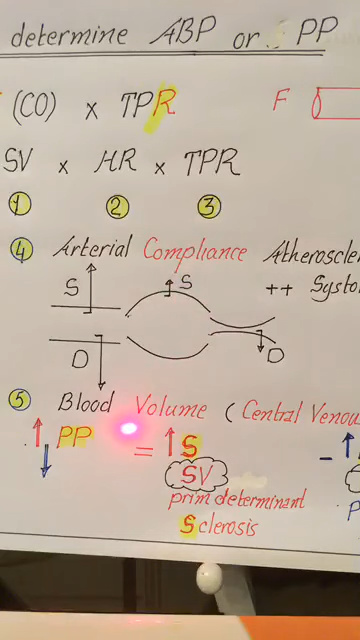 determine ABP or PP
(CO) x TPR F
SV x HR x TPR
1 2 3
4 Arterial Compliance Atheroscler
S S ++ Systo
D D
5 Blood Volume (Central Venou
↑ PP = ↑ S - ↑
↓ SV
prim determinant
Sclerosis